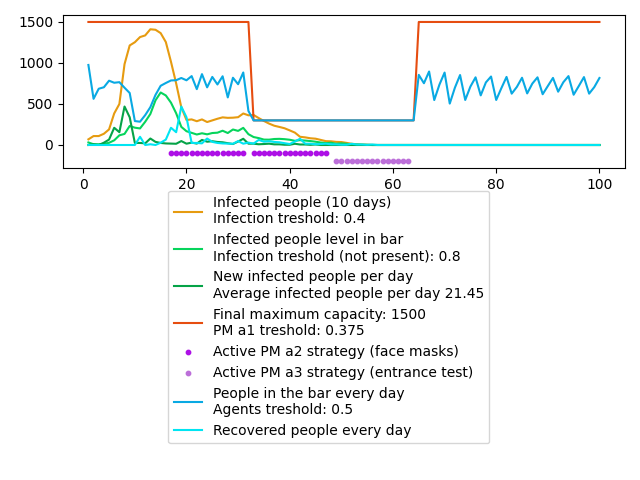 1500
1000
500
0
0 20 40 60 80 100
Infected people (10 days)
Infection treshold: 0.4
Infected people level in bar
Infection treshold (not present): 0.8
New infected people per day
Average infected people per day 21.45
Final maximum capacity: 1500
PM a1 treshold: 0.375
Active PM a2 strategy (face masks)
Active PM a3 strategy (entrance test)
People in the bar every day
Agents treshold: 0.5
Recovered people every day